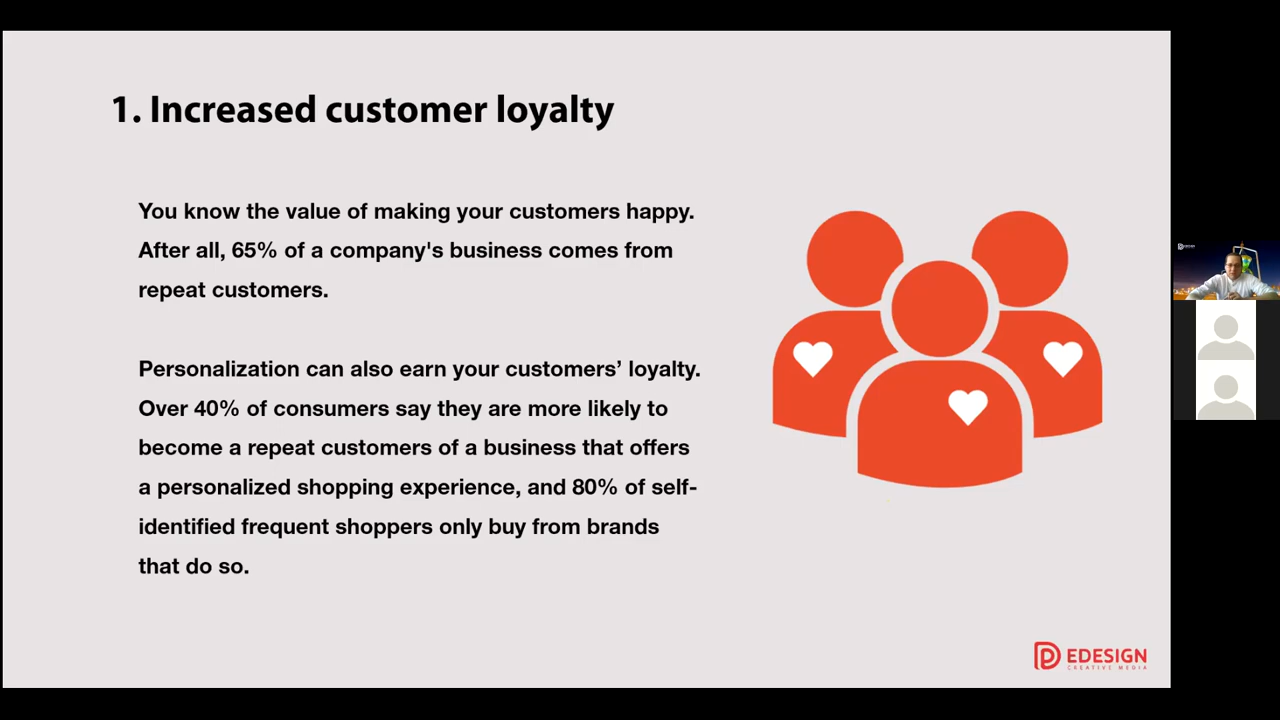 1. Increased customer loyalty
You know the value of making your customers happy.
After all, 65% of a company's business comes from
repeat customers.
Personalization can also earn your customers’ loyalty.
Over 40% of consumers say they are more likely to
become a repeat customers of a business that offers
a personalized shopping experience, and 80% of self-
identified frequent shoppers only buy from brands
that do so.
EDESIGN
CREATIVE MEDIA